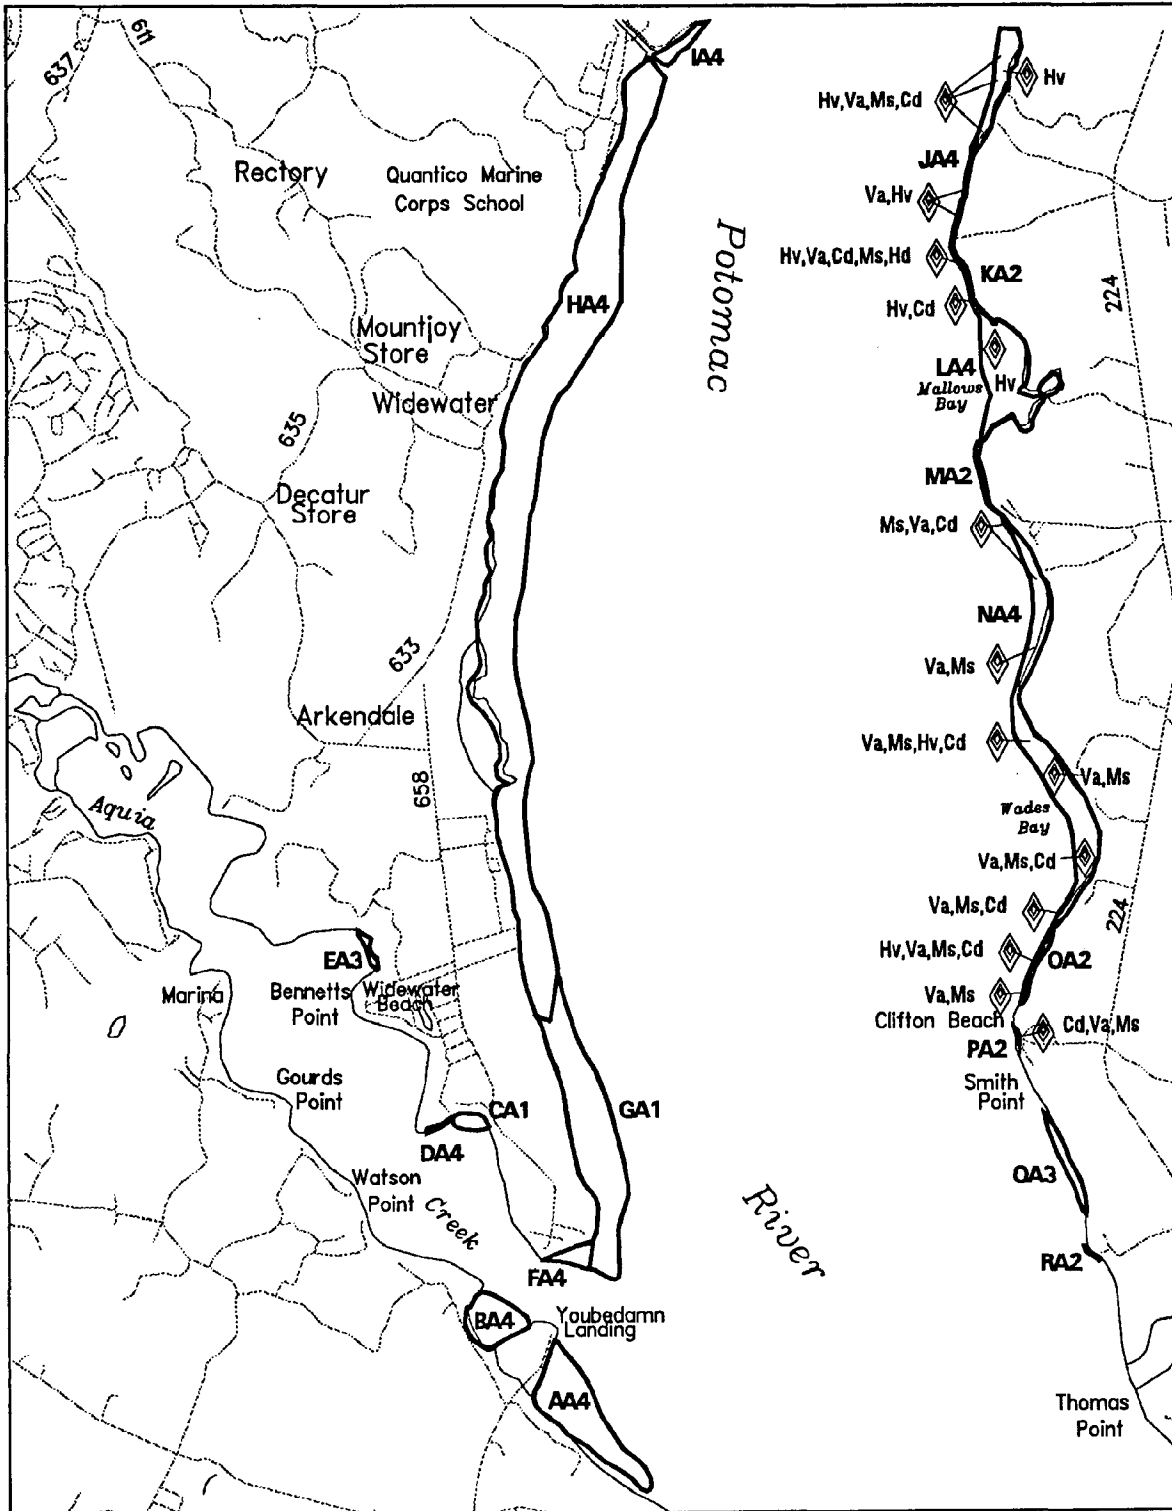 611
637
IA4
Hv
Hv,Va,Ms,Cd
JA4
Rectory
Quantico Marine
Corps School
Va,Hv
Potomac
Hv,Va,Cd,Ms,Hd
KA2
224
HA4
Hv,Cd
Mountjoy
Store
LA4
Hv
Mallows
Bay
Widewater
635
MA2
Decatur
Store
Ms,Va,Cd
NA4
633
Va,Ms
Arkendale
Va,Ms,Hv,Cd
658
Va,Ms
Aquia
Wades
Bay
Va,Ms,Cd
Va,Ms,Cd
224
EA3
Hv,Va,Ms,Cd
OA2
Marina
Bennetts
Point
Widewater
Beach
Va,Ms
Clifton Beach
Cd,Va,Ms
PA2
Gourds
Point
Smith
Point
CA1
GA1
DA4
Watson
Point
Creek
OA3
River
RA2
FA4
BA4
Youbedamn
Landing
AA4
Thomas
Point